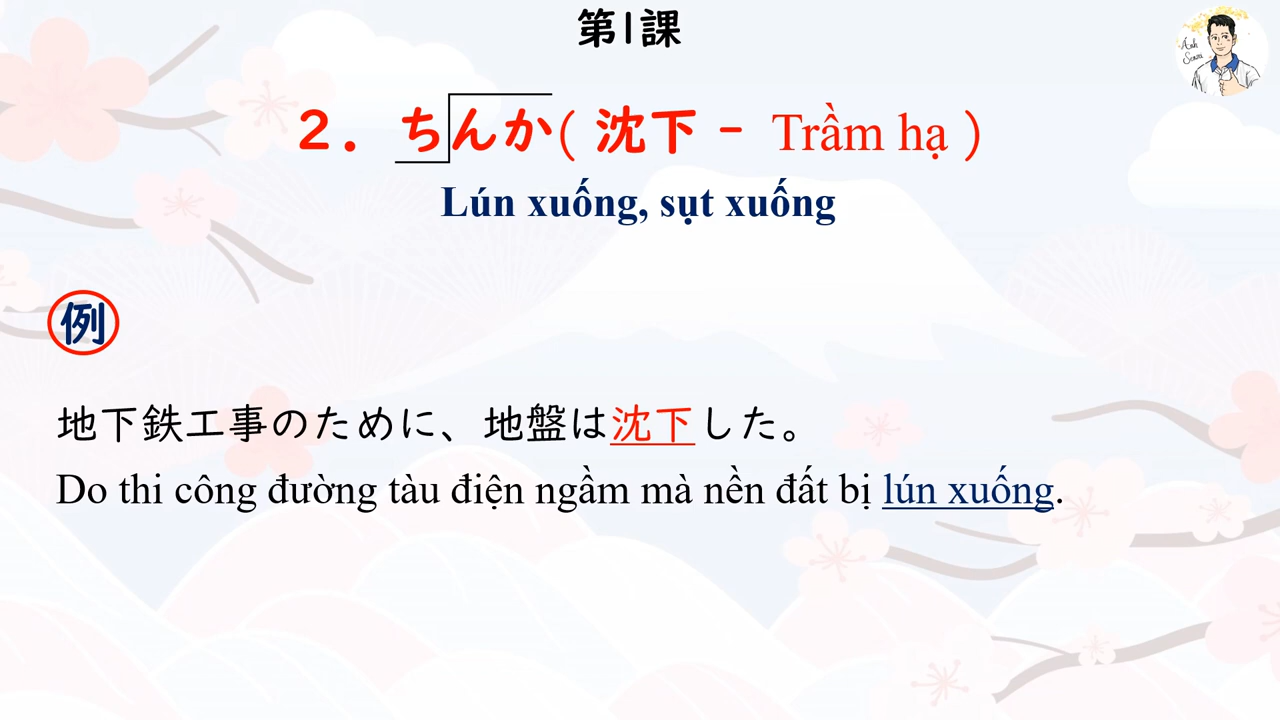 第1課
Ánh
Sensei
2. ちんか( 沈下 - Trầm hạ )
Lún xuống, sụt xuống
例
地下鉄工事のために、地盤は沈下した。
Do thi công đường tàu điện ngầm mà nền đất bị lún xuống.